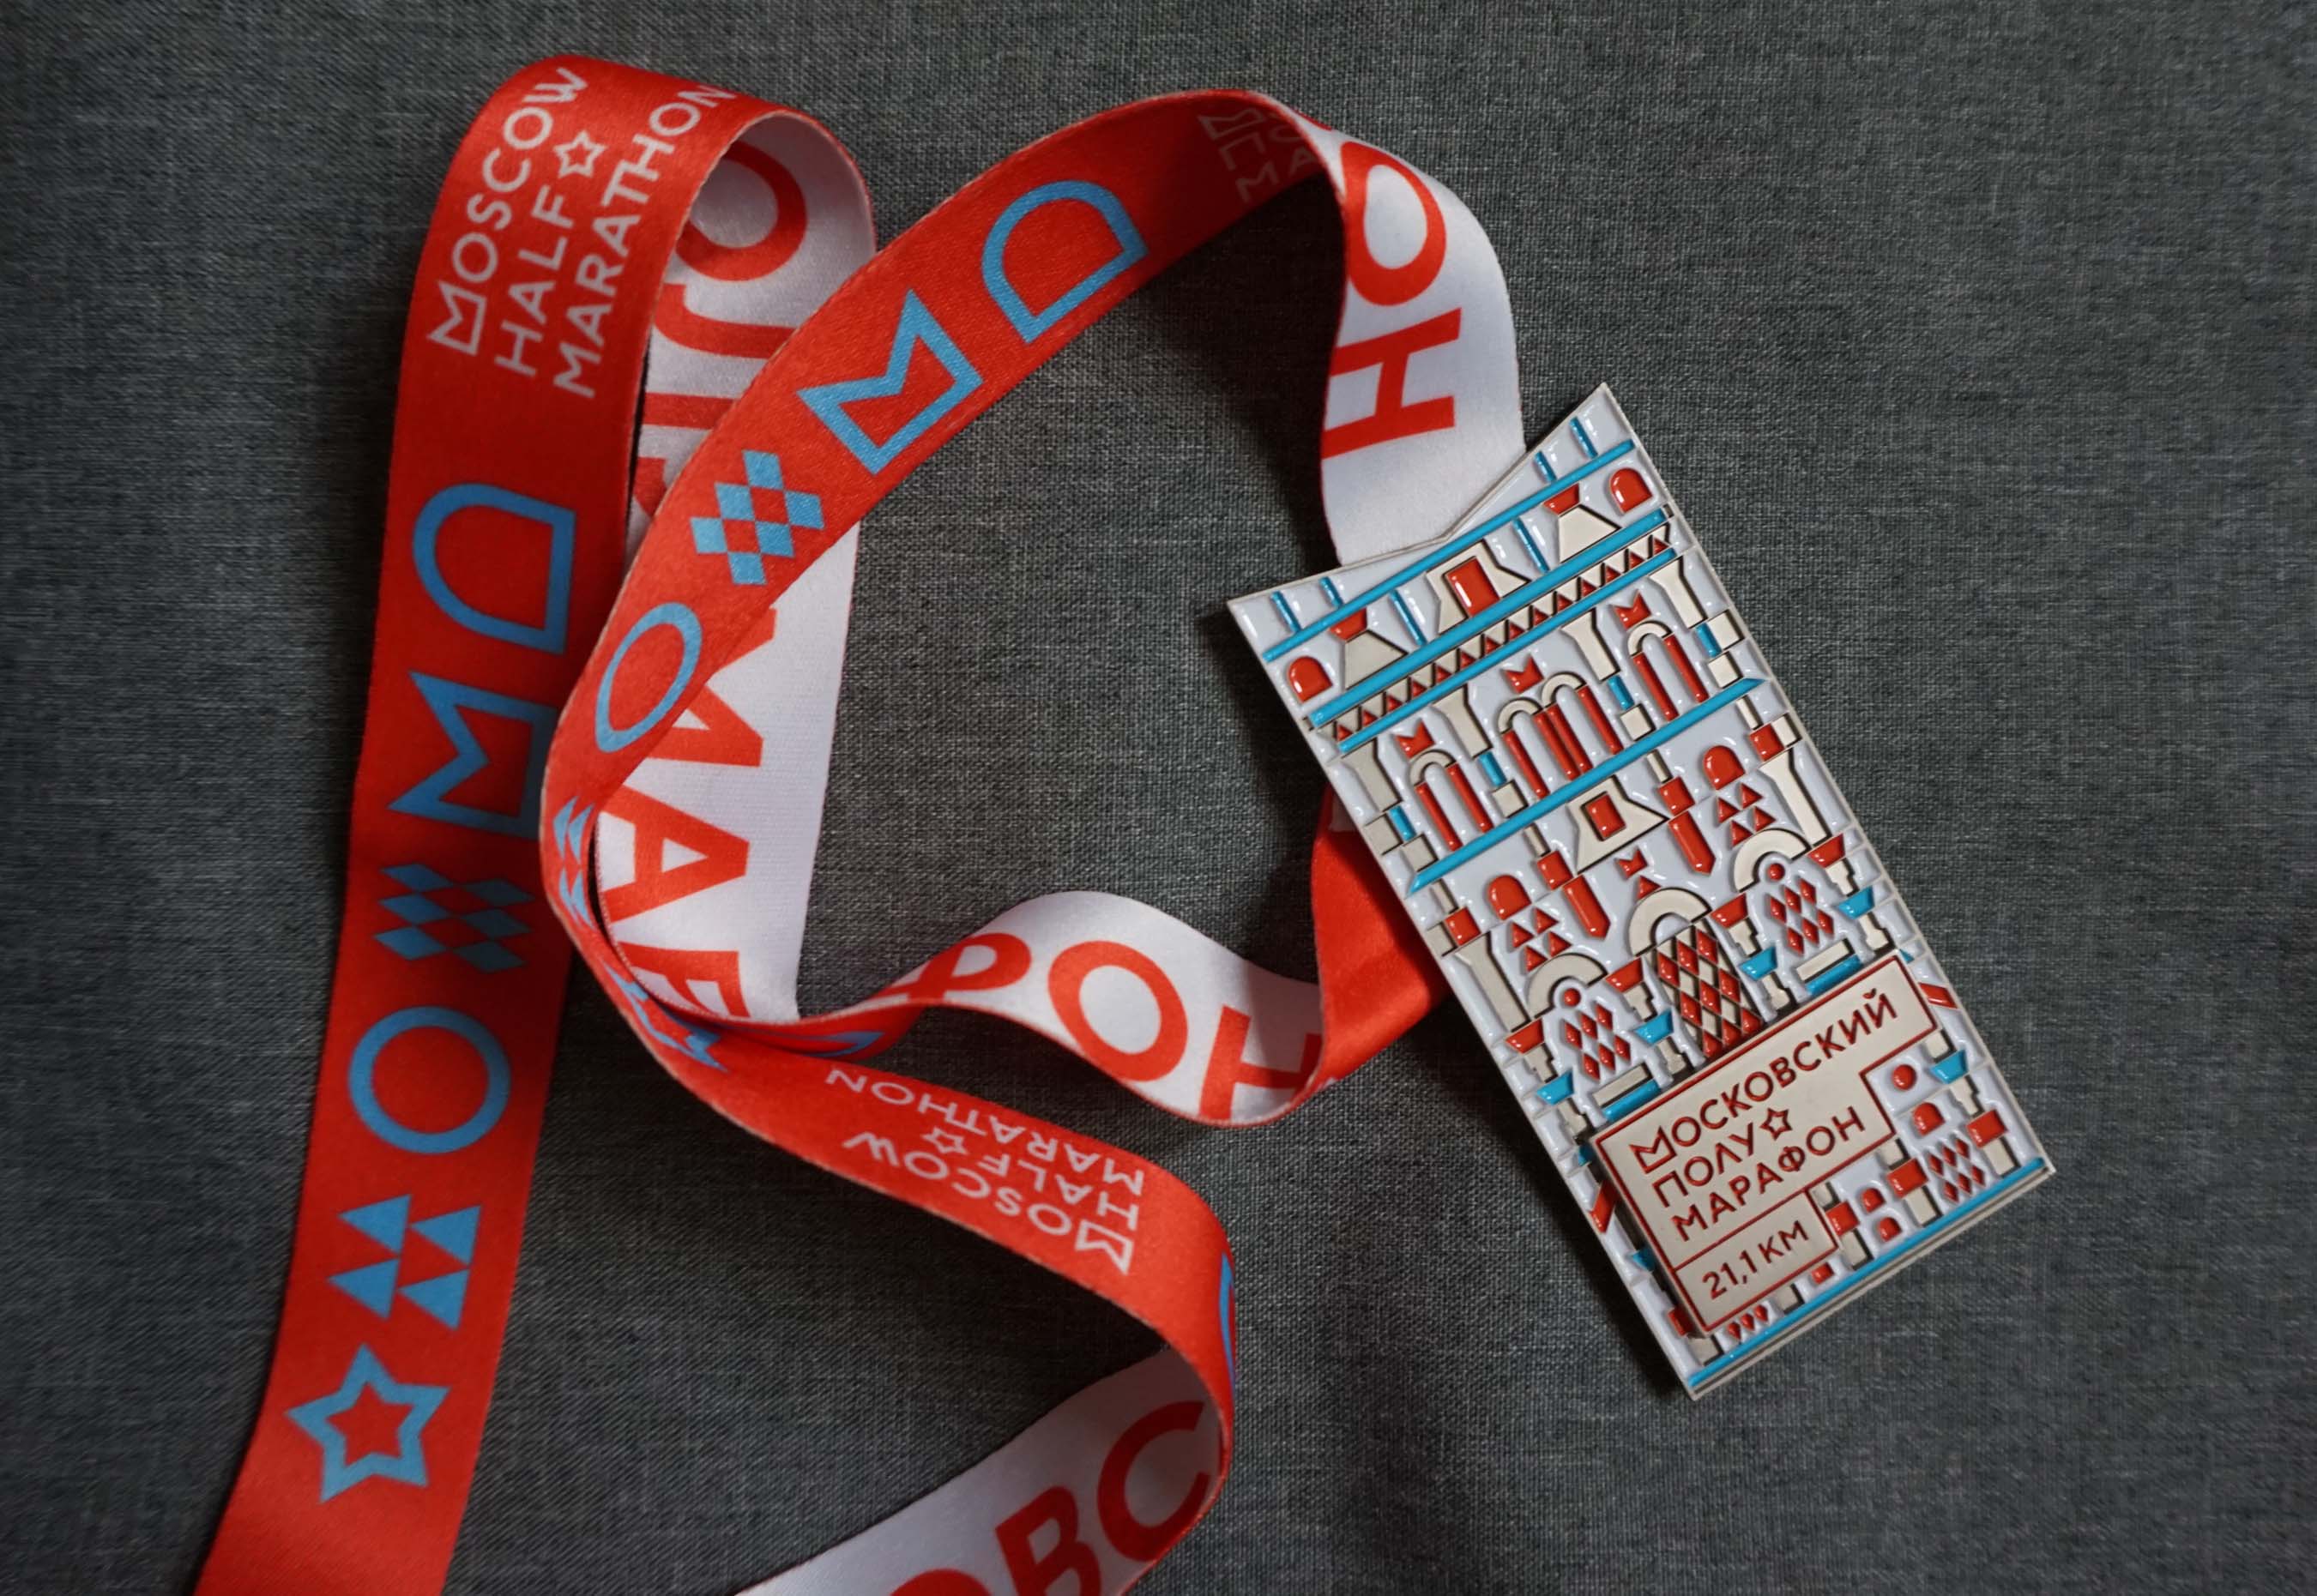 MOSCOW
HALF
MARATHON
MOSCOW
HALF
MARATHON
МОСКОВСКИЙ
ПОЛУ
МАРАФОН
21,1 КМ